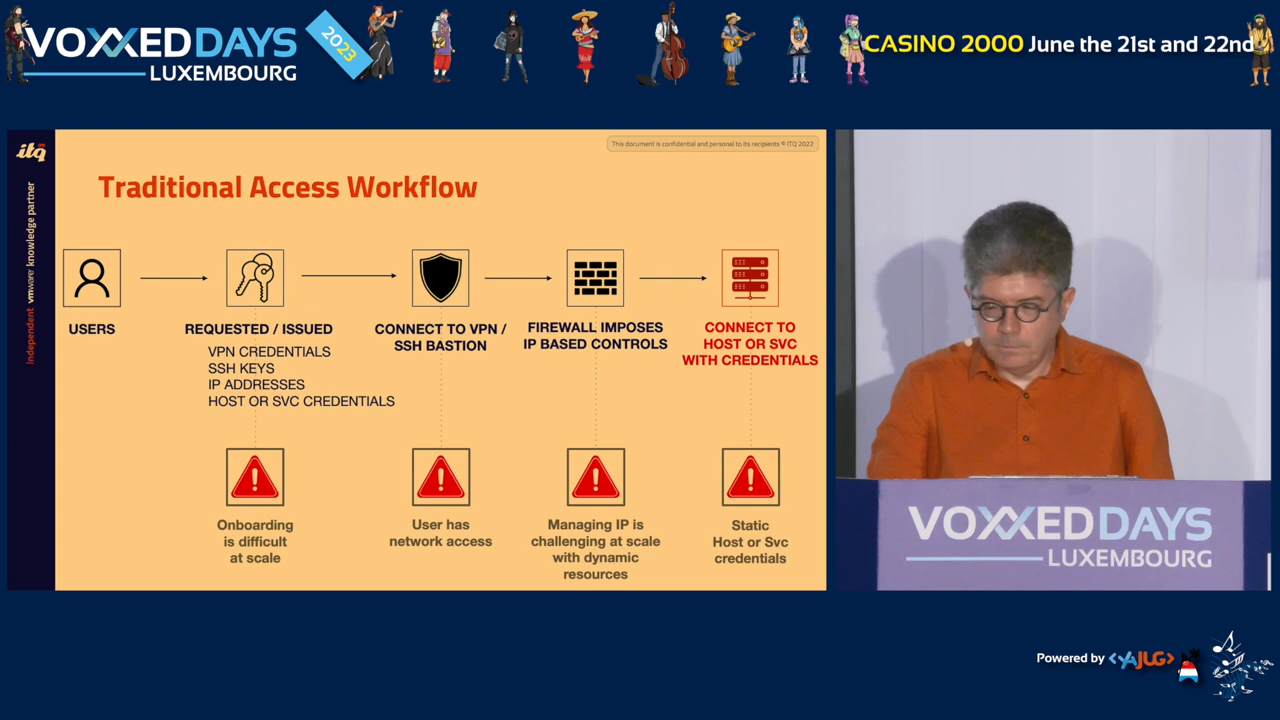 VOXXED DAYS
LUXEMBOURG
2023
CASINO 2000 June the 21st and 22nd
itq
Independent vmware knowledge partner
This document is confidential and personal to its recipients © ITQ 2022
Traditional Access Workflow
USERS
REQUESTED / ISSUED
VPN CREDENTIALS
SSH KEYS
IP ADDRESSES
HOST OR SVC CREDENTIALS
CONNECT TO VPN /
SSH BASTION
FIREWALL IMPOSES
IP BASED CONTROLS
CONNECT TO
HOST OR SVC
WITH CREDENTIALS
Onboarding
is difficult
at scale
User has
network access
Managing IP is
challenging at scale
with dynamic
resources
Static
Host or Svc
credentials
VOXXED DAYS
LUXEMBOURG
Powered by <YAJUG>